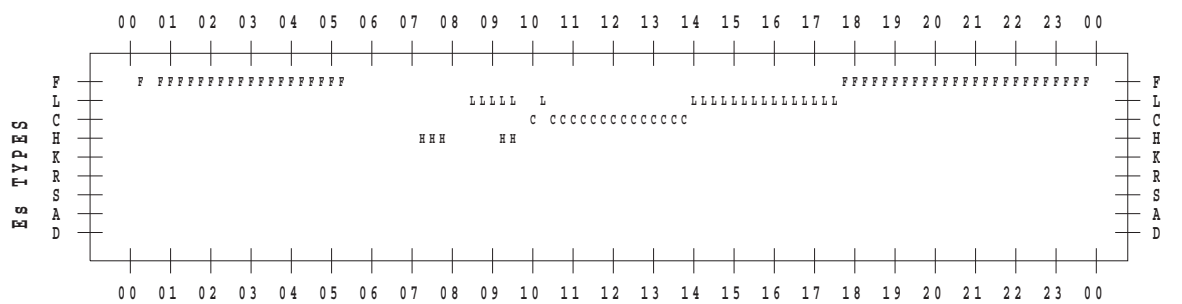 00 01 02 03 04 05 06 07 08 09 10 11 12 13 14 15 16 17 18 19 20 21 22 23 00
F F FFFFFFFFFFFFFFFFFFF FFFFFFFFFFFFFFFFFFFFFFFFF F
L LLLLL L LLLLLLLLLLLLLLL L
C C CCCCCCCCCCCCCC C
H HHH HH H
K K
R R
S S
A A
D D
Es TYPES
00 01 02 03 04 05 06 07 08 09 10 11 12 13 14 15 16 17 18 19 20 21 22 23 00